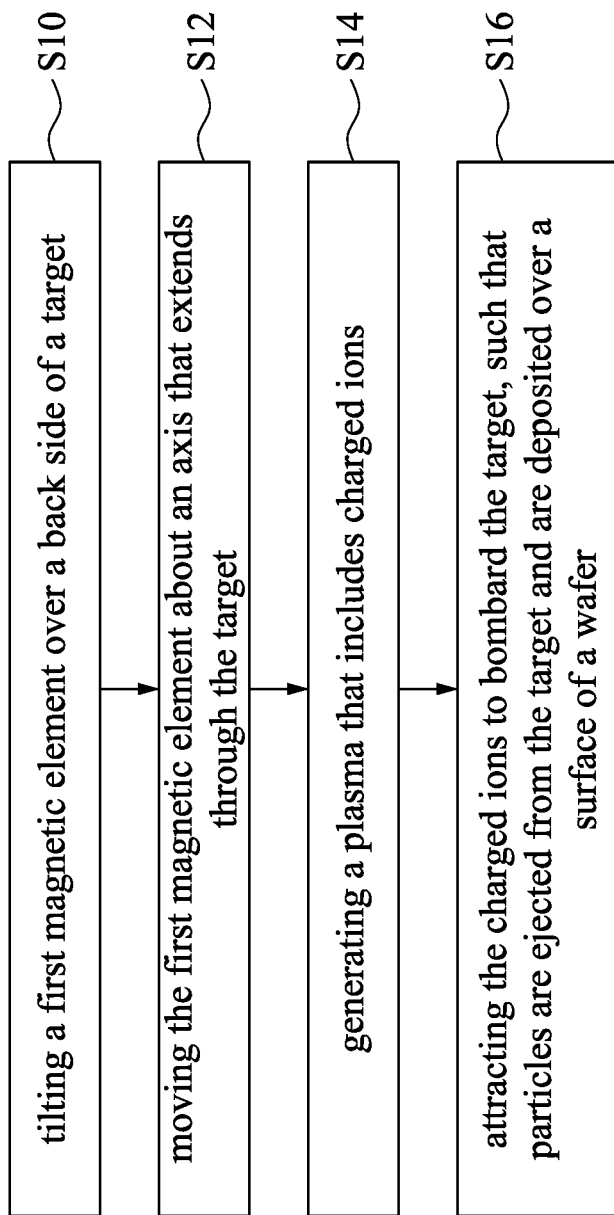 tilting a first magnetic element over a back side of a target
S10
moving the first magnetic element about an axis that extends
through the target
S12
generating a plasma that includes charged ions
S14
attracting the charged ions to bombard the target, such that
particles are ejected from the target and are deposited over a
surface of a wafer
S16